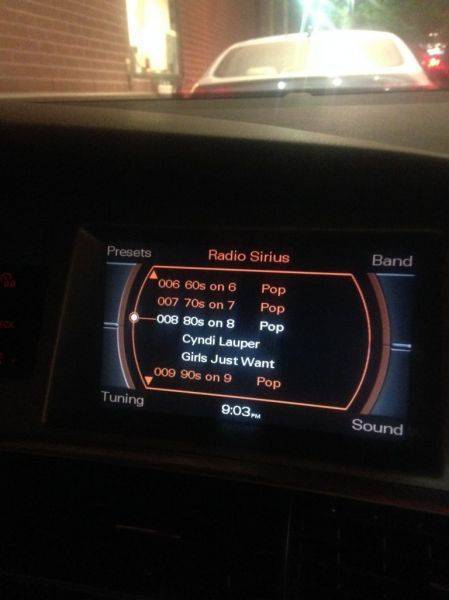 Presets Radio Sirius Band
006 60s on 6 Pop
007 70s on 7 Pop
008 80s on 8 Pop
Cyndi Lauper
Girls Just Want
009 90s on 9 Pop
Tuning 9:03PM Sound